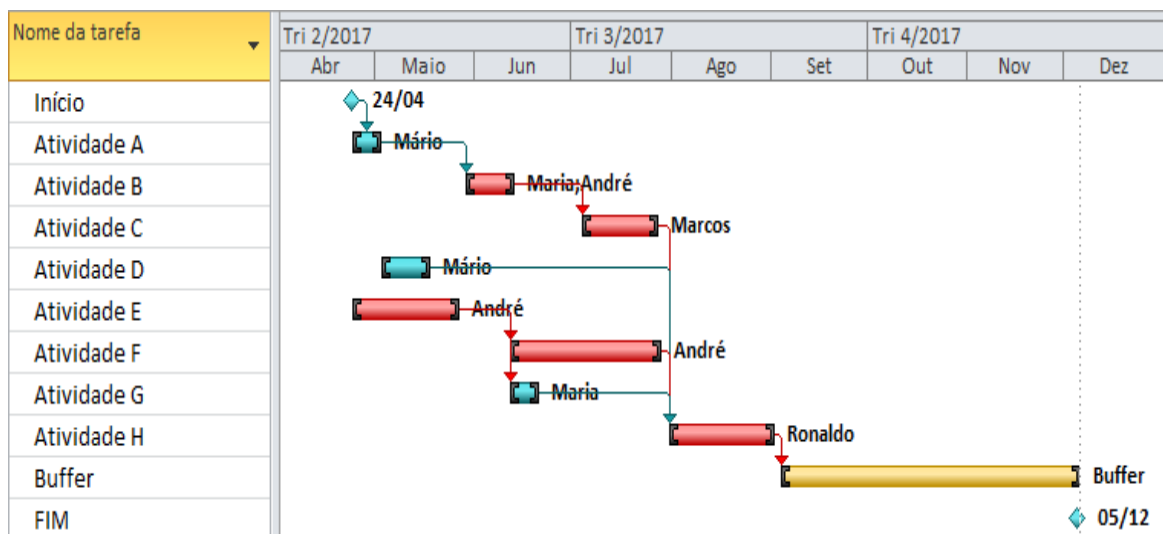 Nome da tarefa
Tri 2/2017 Tri 3/2017 Tri 4/2017
Abr Maio Jun Jul Ago Set Out Nov Dez
Início 24/04
Atividade A Mário
Atividade B Maria;André
Atividade C Marcos
Atividade D Mário
Atividade E André
Atividade F André
Atividade G Maria
Atividade H Ronaldo
Buffer Buffer
FIM 05/12